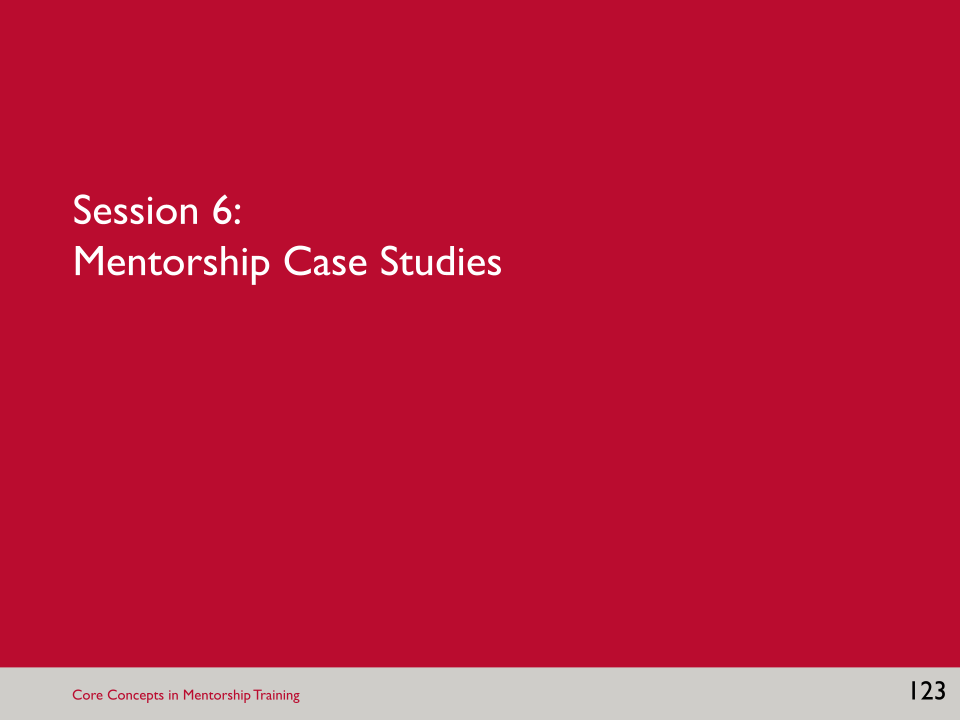 Session 6:
Mentorship Case Studies
Core Concepts in Mentorship Training
123